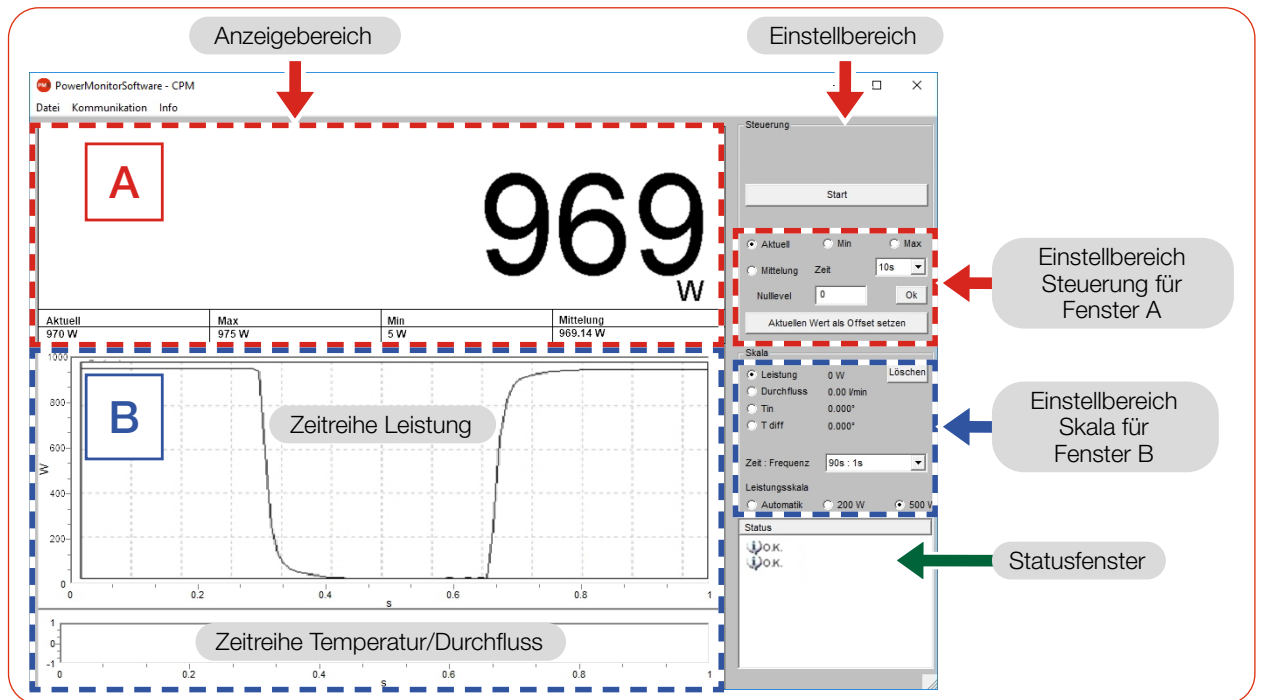 Anzeigebereich
Einstellbereich
PM PowerMonitorSoftware - CPM
Datei Kommunikation Info
A
969
W
Aktuell Max Min Mittelung
970 W 975 W 5 W 969.14 W
Steuerung
Start
Aktuell Min Max
Mittelung Zeit 10s
Nulllevel 0 Ok
Aktuellen Wert als Offset setzen
Einstellbereich
Steuerung für
Fenster A
B
Zeitreihe Leistung
1000
800
600
W
400
200
0
0 0.2 0.4 0.6 0.8 1
s
Zeitreihe Temperatur/Durchfluss
1
0
-1
0 0.2 0.4 0.6 0.8 1
s
Skala
Leistung 0 W Löschen
Durchfluss 0.00 l/min
Tin 0.000°
T diff 0.000°
Zeit : Frequenz 90s : 1s
Leistungsskala
Automatik 200 W 500 W
Einstellbereich
Skala für
Fenster B
Status
O.K.
O.K.
Statusfenster